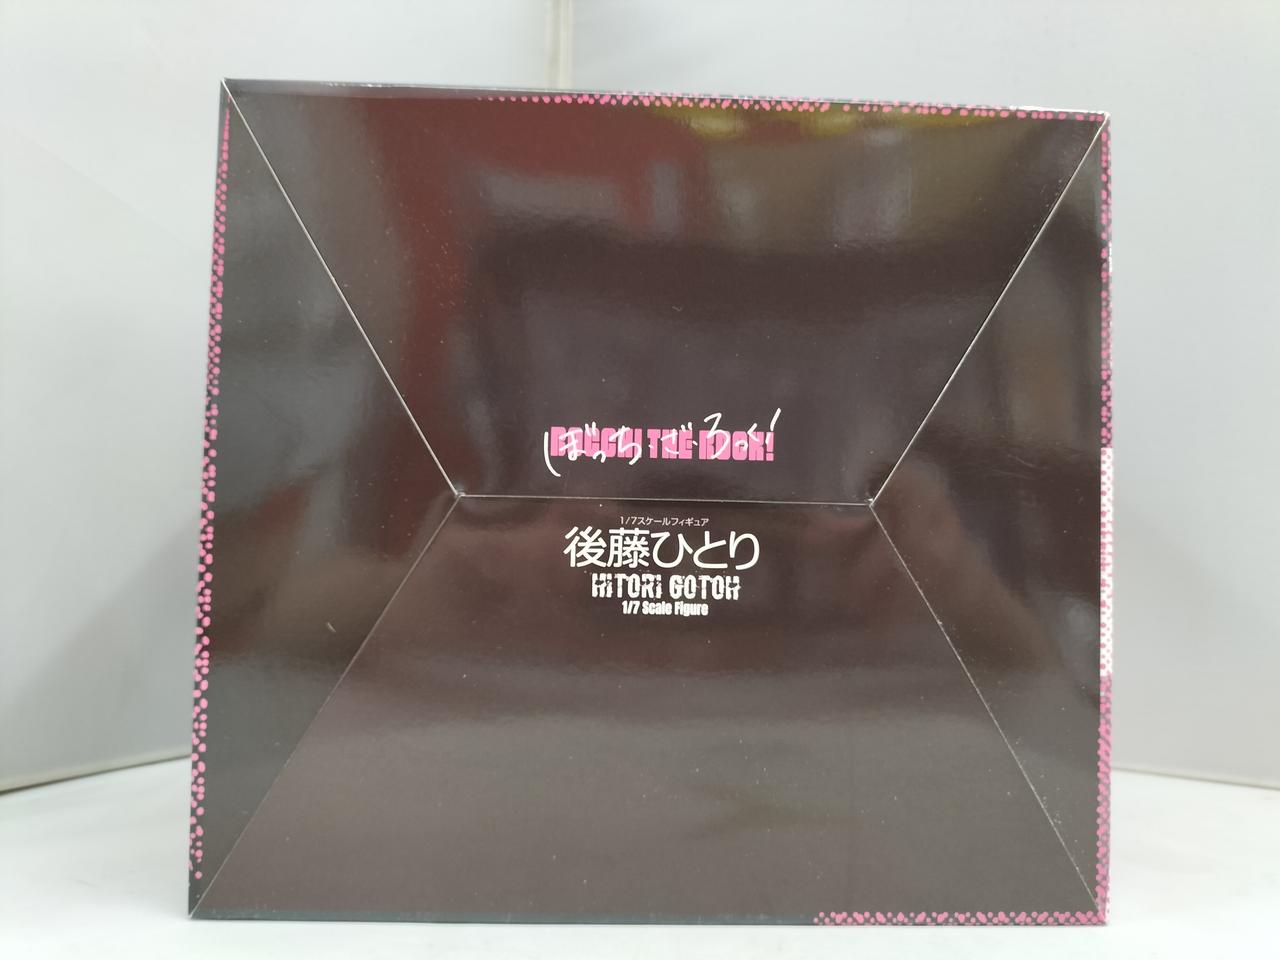 ぼっち・ざ・ろっく!
BOCCHI THE ROCK!
1/7スケールフィギュア
後藤ひとり
HITORI GOTOH
1/7 Scale Figure